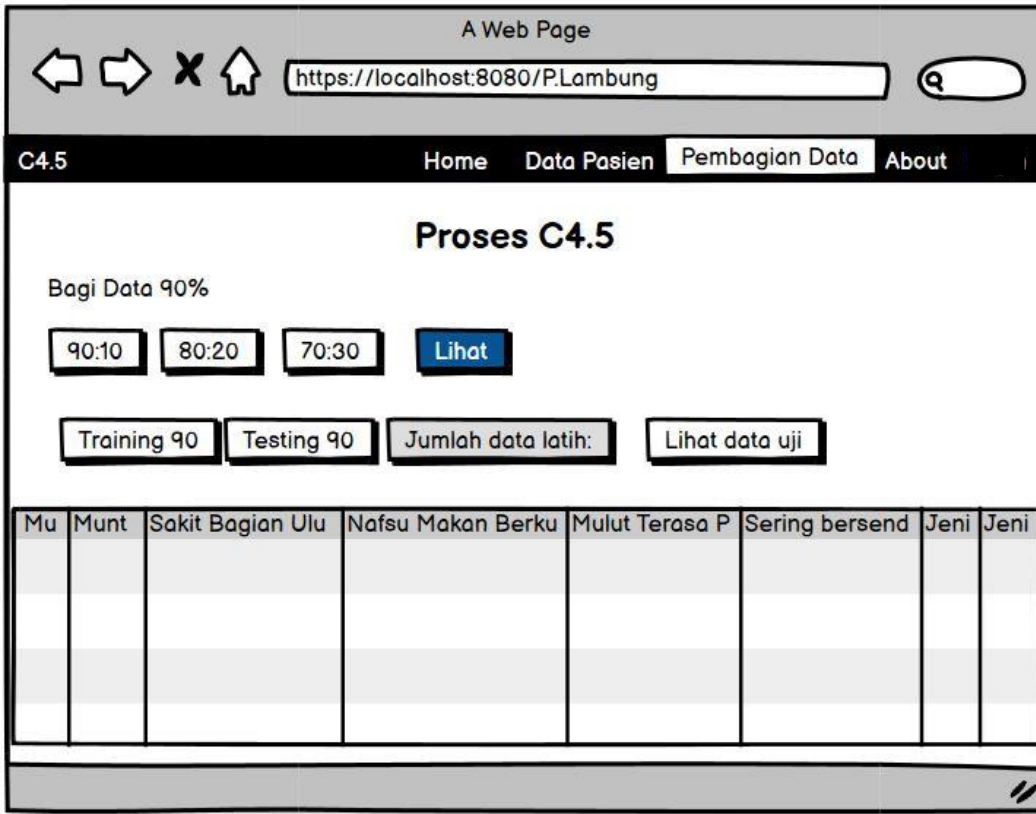 A Web Page
https://localhost:8080/P.Lambung
C4.5 Home Data Pasien Pembagian Data About
Proses C4.5
Bagi Data 90%
90:10 80:20 70:30 Lihat
Training 90 Testing 90 Jumlah data latih: Lihat data uji
Mu Munt Sakit Bagian Ulu Nafsu Makan Berku Mulut Terasa P Sering bersend Jeni Jeni